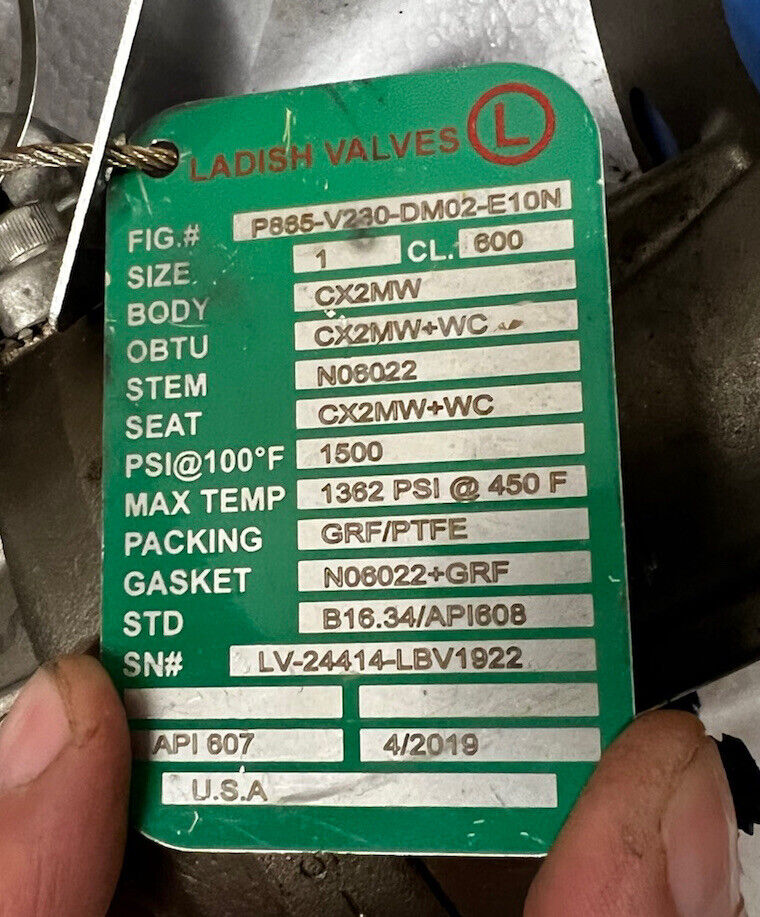 LADISH VALVES L
FIG.# P665-V230-DM02-E10N
SIZE 1 CL. 600
BODY CX2MW
OBTU CX2MW+WC
STEM N06022
SEAT CX2MW+WC
PSI@100°F 1500
MAX TEMP 1362 PSI @ 450 F
PACKING GRF/PTFE
GASKET N06022+GRF
STD B16.34/API608
SN# LV-24414-LBV1922
API 607 4/2019
U.S.A